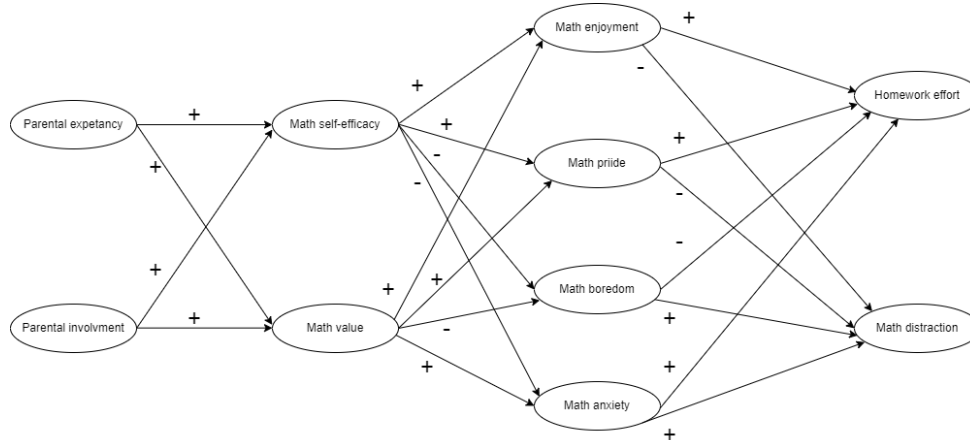 Math enjoyment
+
-
Homework effort
+
Parental expetancy
+
Math self-efficacy
+
-
+
Math priide
+
-
-
+
-
+
Math boredom
+
+
Parental involvment
+
Math value
-
+
Math distraction
+
+
Math anxiety
+